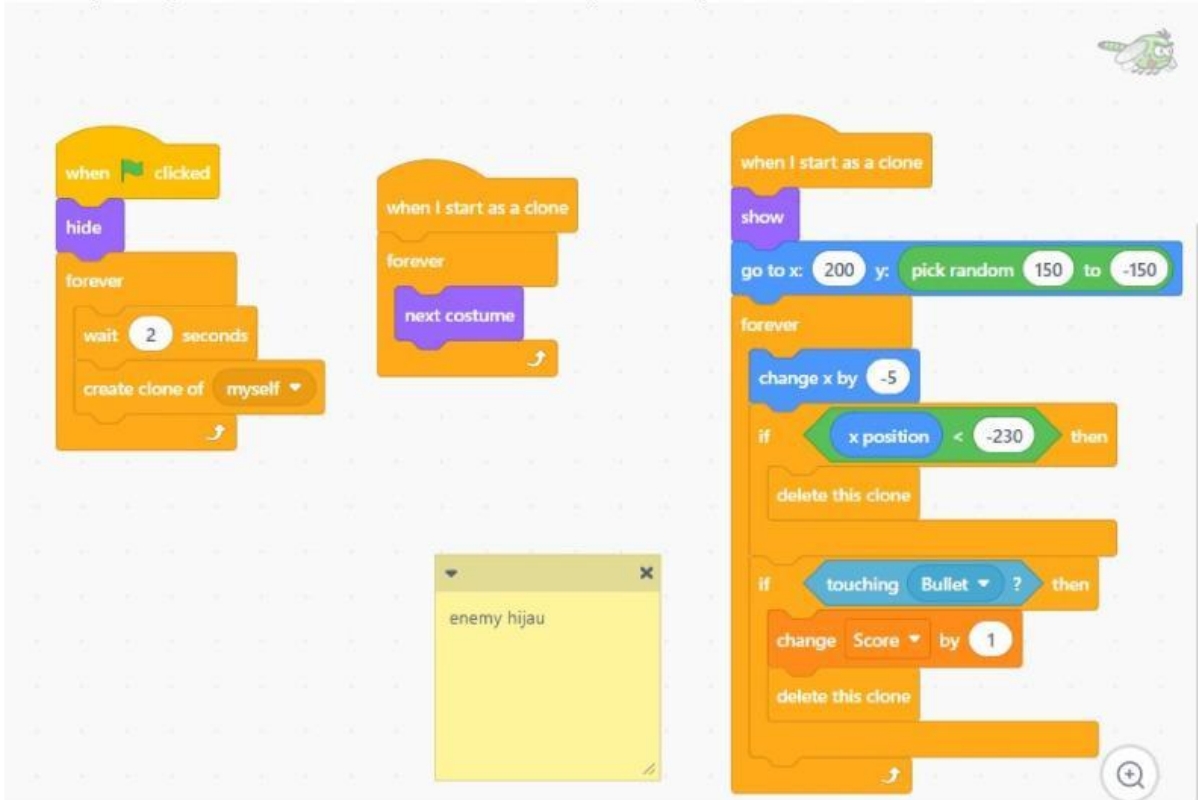 when clicked
hide
forever
wait 2 seconds
create clone of myself
when I start as a clone
forever
next costume
enemy hijau
when I start as a clone
show
go to x: 200 y: pick random 150 to -150
forever
change x by -5
if x position < -230 then
delete this clone
if touching Bullet ? then
change Score by 1
delete this clone